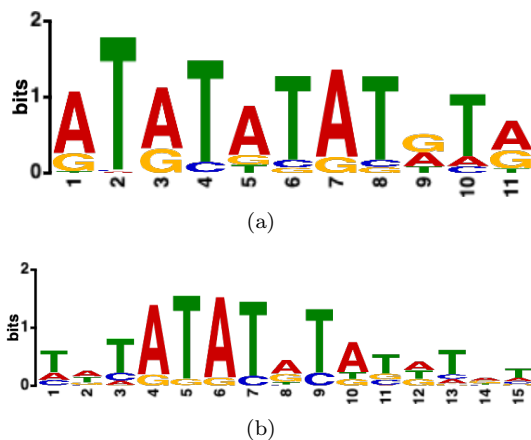 2
bits
1
0
A T A T A T A T G T A
G G C G C G C A A G
T G G T C T
1 2 3 4 5 6 7 8 9 10 11
(a)
2
bits
1
0
T A T A T A T A T A T A T A T
A C G G G C G C G G T C G
C A C G A
1 2 3 4 5 6 7 8 9 10 11 12 13 14 15
(b)